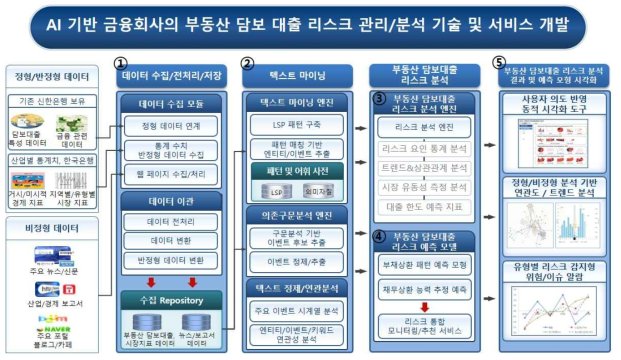 AI 기반 금융회사의 부동산 담보 대출 리스크 관리/분석 기술 및 서비스 개발
정형/반정형 데이터
기존 신한은행 보유
담보대출
특성 데이터
금융 관련
데이터
산업별 통계치, 한국은행
거시/미시적
경제 지표
지역별/유형별
시장 지표
비정형 데이터
주요 뉴스/신문
http
산업/경제 보고서
NAVER
주요 포털
블로그/카페
①
데이터 수집/전처리/저장
데이터 수집 모듈
정형 데이터 연계
통계 수치
반정형 데이터 수집
웹 페이지 수집/처리
데이터 이관
데이터 전처리
데이터 변환
반정형 데이터 변환
수집 Repository
부동산 담보대출,
시장지표 데이터
뉴스/보고서
데이터
②
텍스트 마이닝
텍스트 마이닝 엔진
LSP 패턴 구축
패턴 매칭 기반
엔티티/이벤트 추출
패턴 및 어휘 사전
LSP
의미자질
의존구문분석 엔진
구문분석 기반
이벤트 후보 추출
이벤트 정제/추출
텍스트 정제/연관분석
주요 이벤트 시계열 분석
엔티티/이벤트/키워드
연관성 분석
부동산 담보대출
리스크 분석
③
부동산 담보대출
리스크 분석 엔진
리스크 분석 엔진
리스크 요인 통계 분석
트렌드&상관관계 분석
시장 유동성 측정 분석
대출 한도 예측 지표
④
부동산 담보대출
리스크 예측 모델
부채상환 패턴 예측 모형
채무상환 능력 추정 예측
리스크 통합
모니터링/추천 서비스
⑤
부동산 담보대출 리스크 분석
결과 및 예측 모형 시각화
사용자 의도 반영
동적 시각화 도구
정형/비정형 분석 기반
연관도 / 트렌드 분석
유형별 리스크 감지형
위험/이슈 알람